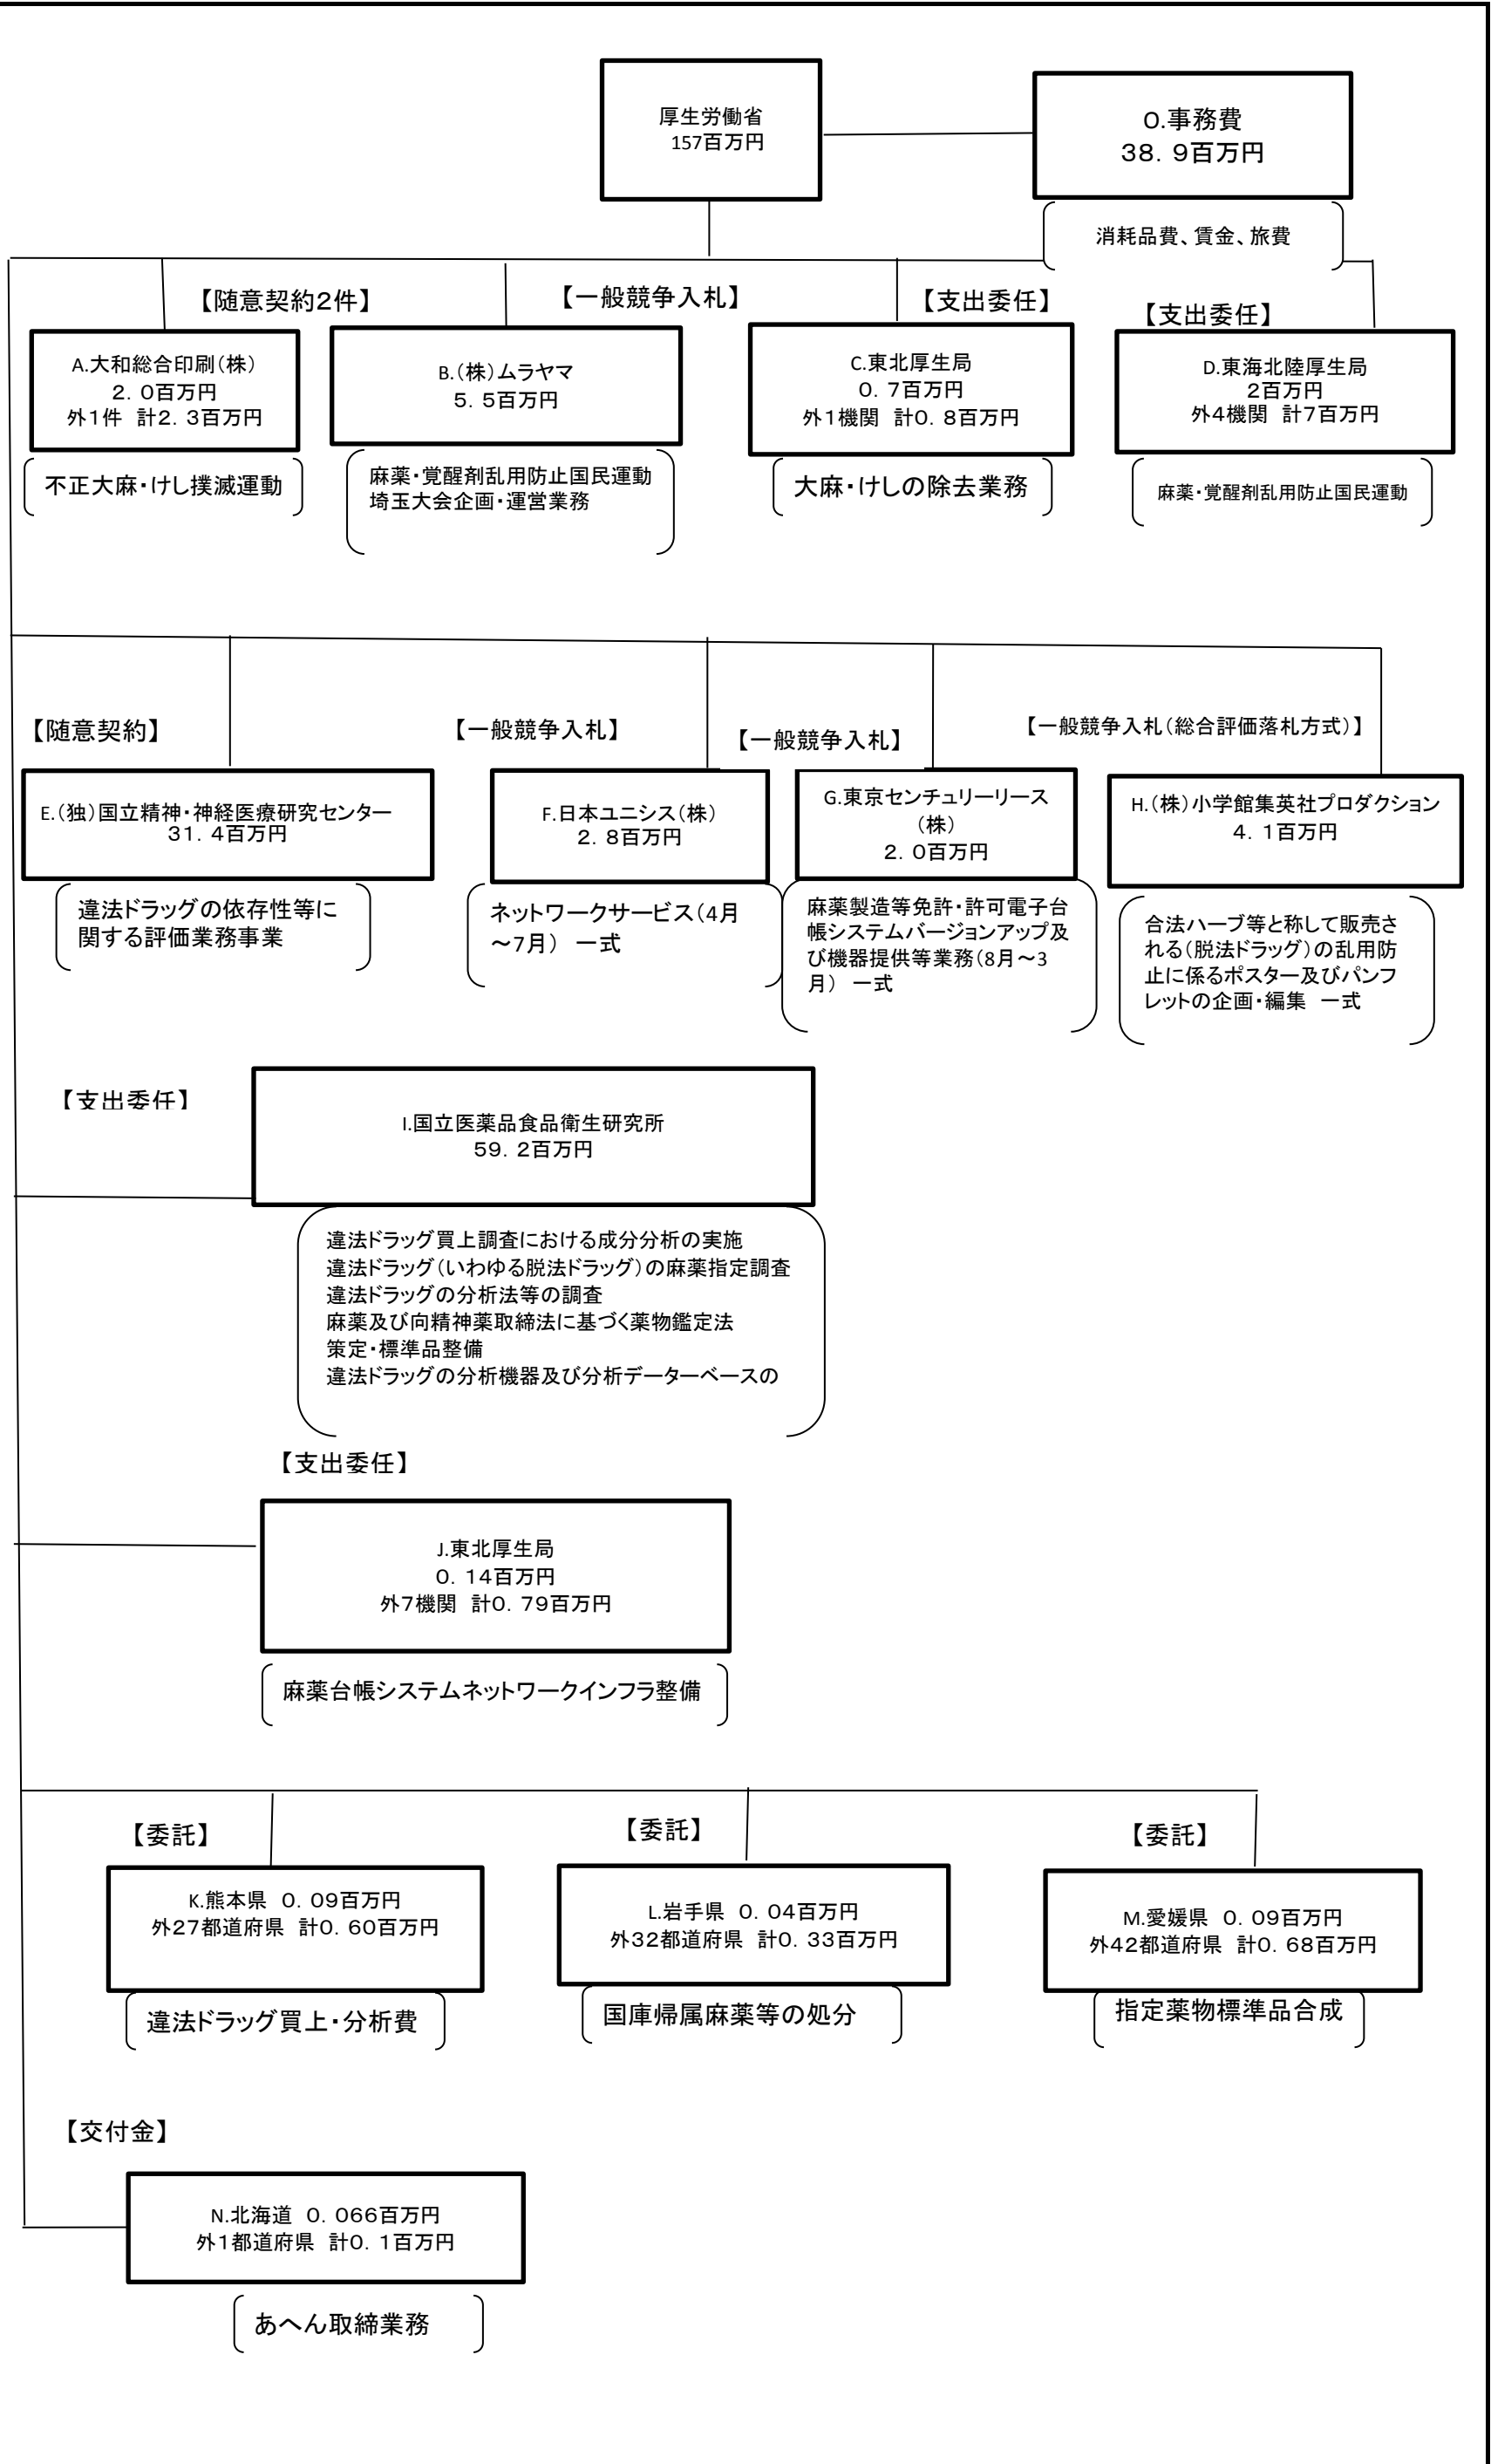 厚生労働省
157百万円
O.事務費
38．9百万円
消耗品費、賃金、旅費
【随意契約2件】
【一般競争入札】
【支出委任】
【支出委任】
A.大和総合印刷（株）
2．0百万円
外1件　計2．3百万円
B.（株）ムラヤマ
5．5百万円
C.東北厚生局
0．7百万円
外1機関　計0．8百万円
D.東海北陸厚生局
2百万円
外4機関　計7百万円
不正大麻・けし撲滅運動
麻薬・覚醒剤乱用防止国民運動
埼玉大会企画・運営業務
大麻・けしの除去業務
麻薬・覚醒剤乱用防止国民運動
【随意契約】
【一般競争入札】
【一般競争入札】
【一般競争入札（総合評価落札方式）】
E.（独）国立精神・神経医療研究センター
31．4百万円
F.日本ユニシス（株）
2．8百万円
G.東京センチュリーリース
（株）
2．0百万円
H.（株）小学館集英社プロダクション
4．1百万円
違法ドラッグの依存性等に
関する評価業務事業
ネットワークサービス（4月
～7月）　一式
麻薬製造等免許・許可電子台
帳システムバージョンアップ及
び機器提供等業務（8月～3
月）　一式
合法ハーブ等と称して販売さ
れる（脱法ドラッグ）の乱用防
止に係るポスター及びパンフ
レットの企画・編集　一式
【支出委任】
I.国立医薬品食品衛生研究所
59．2百万円
違法ドラッグ買上調査における成分分析の実施
違法ドラッグ（いわゆる脱法ドラッグ）の麻薬指定調査
違法ドラッグの分析法等の調査
麻薬及び向精神薬取締法に基づく薬物鑑定法
策定・標準品整備
違法ドラッグの分析機器及び分析データーベースの
【支出委任】
J.東北厚生局
0．14百万円
外7機関　計0．79百万円
麻薬台帳システムネットワークインフラ整備
【委託】
【委託】
【委託】
K.熊本県　0．09百万円
外27都道府県　計0．60百万円
L.岩手県　0．04百万円
外32都道府県　計0．33百万円
M.愛媛県　0．09百万円
外42都道府県　計0．68百万円
違法ドラッグ買上・分析費
国庫帰属麻薬等の処分
指定薬物標準品合成
【交付金】
N.北海道　0．066百万円
外1都道府県　計0．1百万円
あへん取締業務